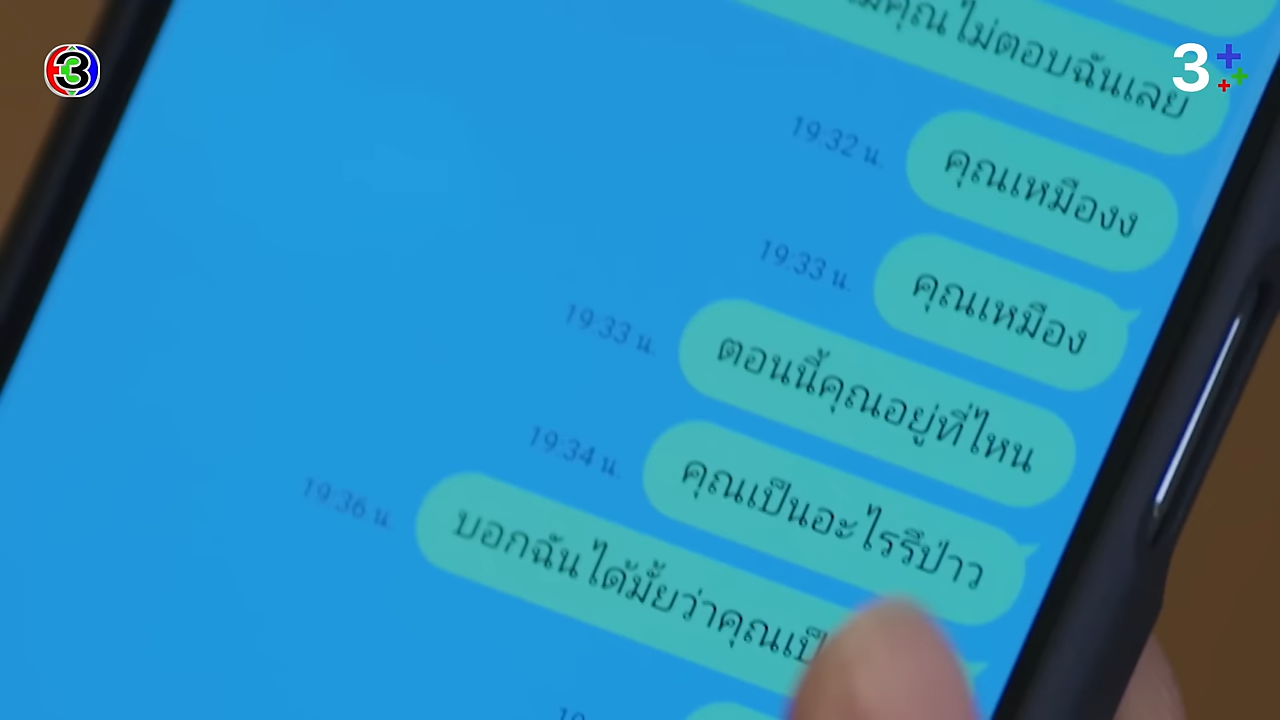 3
3+
คุณไม่ตอบฉันเลย
19:32 น.
คุณเหมืองง
19:33 น.
คุณเหมือง
19:33 น.
ตอนนี้คุณอยู่ที่ไหน
19:34 น.
คุณเป็นอะไรรึป่าว
19:36 น.
บอกฉันได้มั้ยว่าคุณเป็